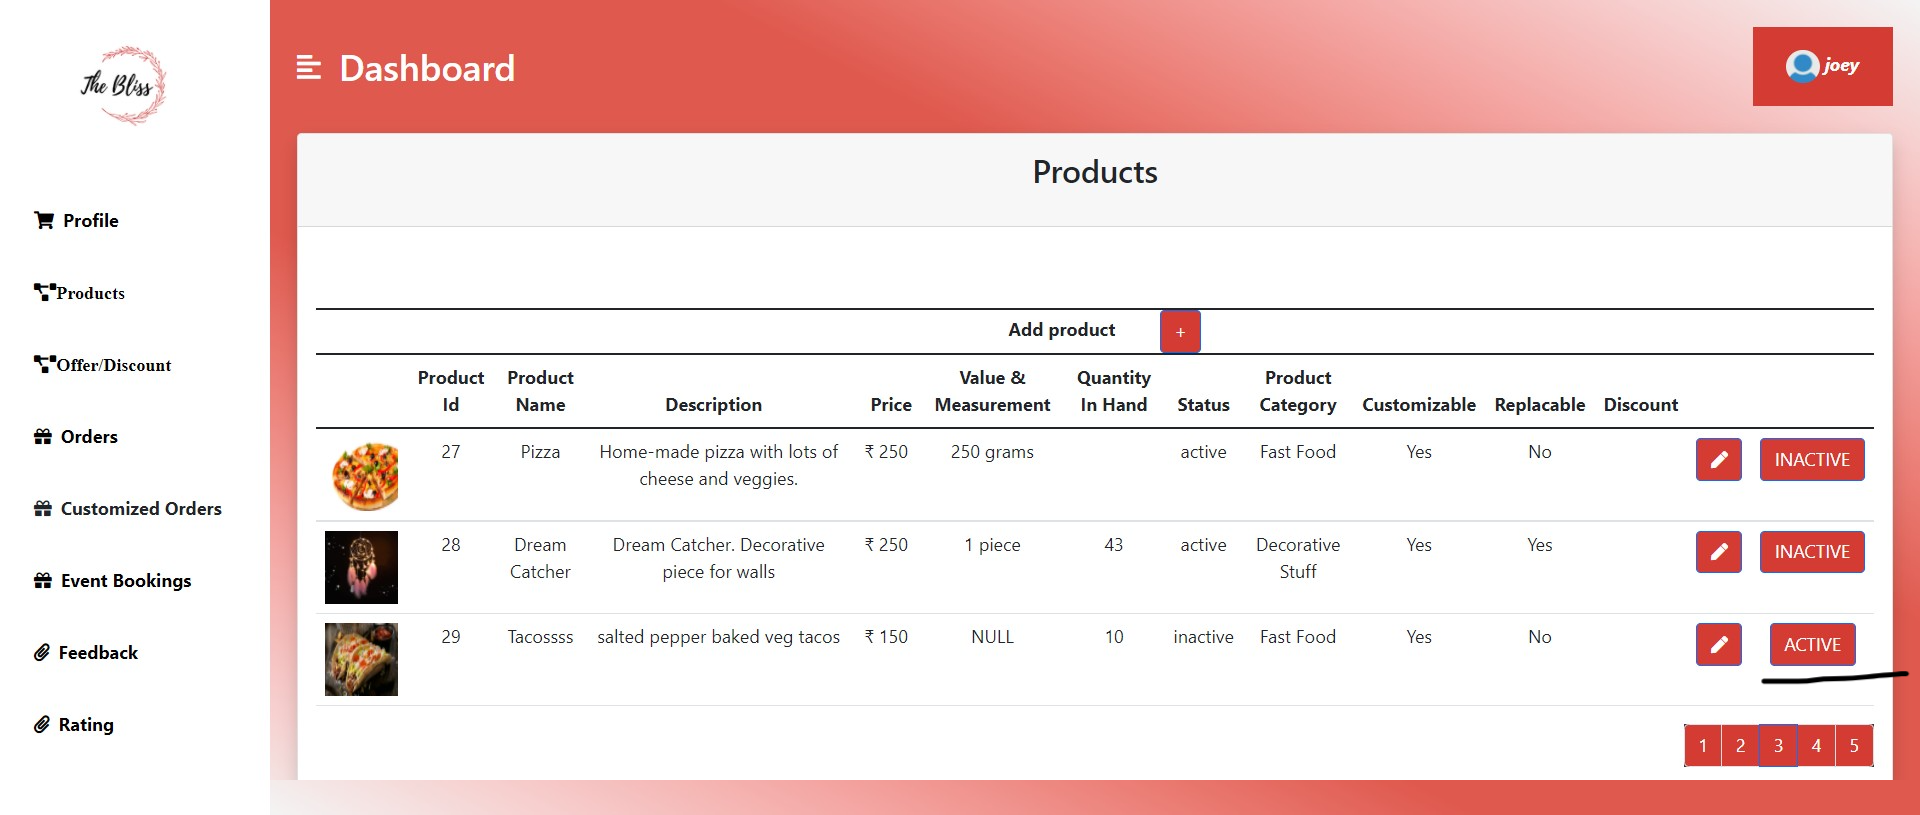 The Bliss
Dashboard
joey
Profile
Products
Offer/Discount
Orders
Customized Orders
Event Bookings
Feedback
Rating
Products
Add product +
Product Id Product Name Description Price Value & Measurement Quantity In Hand Status Product Category Customizable Replacable Discount
27 Pizza Home-made pizza with lots of cheese and veggies. ₹ 250 250 grams active Fast Food Yes No INACTIVE
28 Dream Catcher Dream Catcher. Decorative piece for walls ₹ 250 1 piece 43 active Decorative Stuff Yes Yes INACTIVE
29 Tacossss salted pepper baked veg tacos ₹ 150 NULL 10 inactive Fast Food Yes No ACTIVE
1 2 3 4 5